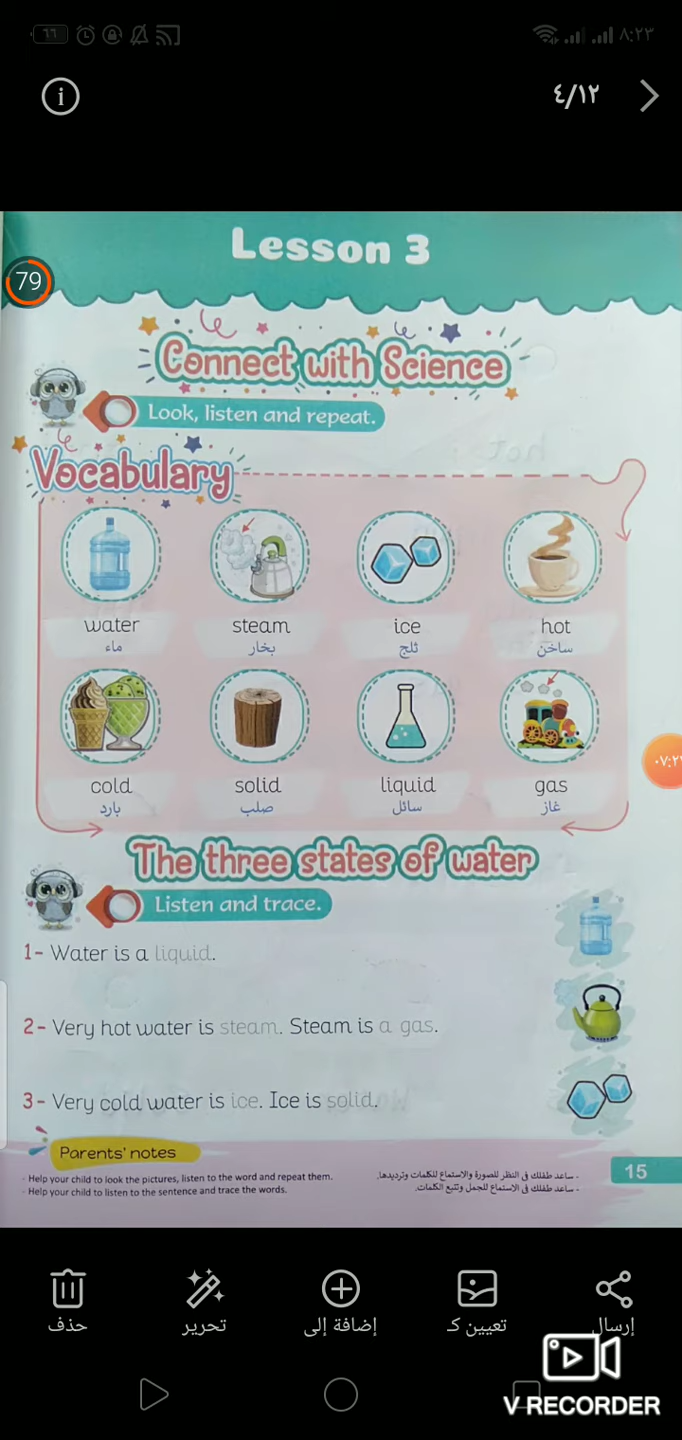 ٦٦
٨:٢٣
٤/١٢
Lesson 3
79
Connect with Science
Look, listen and repeat.
Vocabulary
water steam ice hot
ماء بخار ثلج ساخن
cold solid liquid gas
بارد صلب سائل غاز
The three states of water
Listen and trace.
1- Water is a liquid.
2- Very hot water is steam. Steam is a gas.
3- Very cold water is ice. Ice is solid.
Parents' notes
- Help your child to look the pictures, listen to the word and repeat them.
- Help your child to listen to the sentence and trace the words.
- ساعد طفلك فى النظر للصورة والاستماع للكلمات وترديدها.
- ساعد طفلك فى الاستماع للجمل وتتبع الكلمات.
15
حذف تحرير إضافة إلى تعيين كـ إرسال
V RECORDER